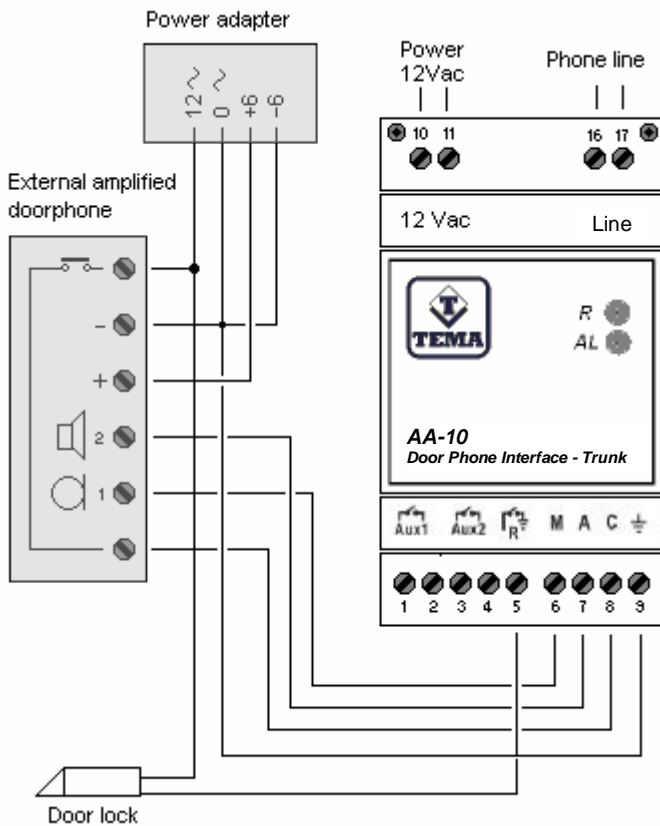 Power adapter
12 ~ 0 ~ +6 -6
External amplified
doorphone
-
+
2
1
Door lock
Power
12Vac
Phone line
10 11 16 17
12 Vac Line
T
TEMA
R
AL
AA-10
Door Phone Interface - Trunk
Aux1 Aux2 R M A C
1 2 3 4 5 6 7 8 9